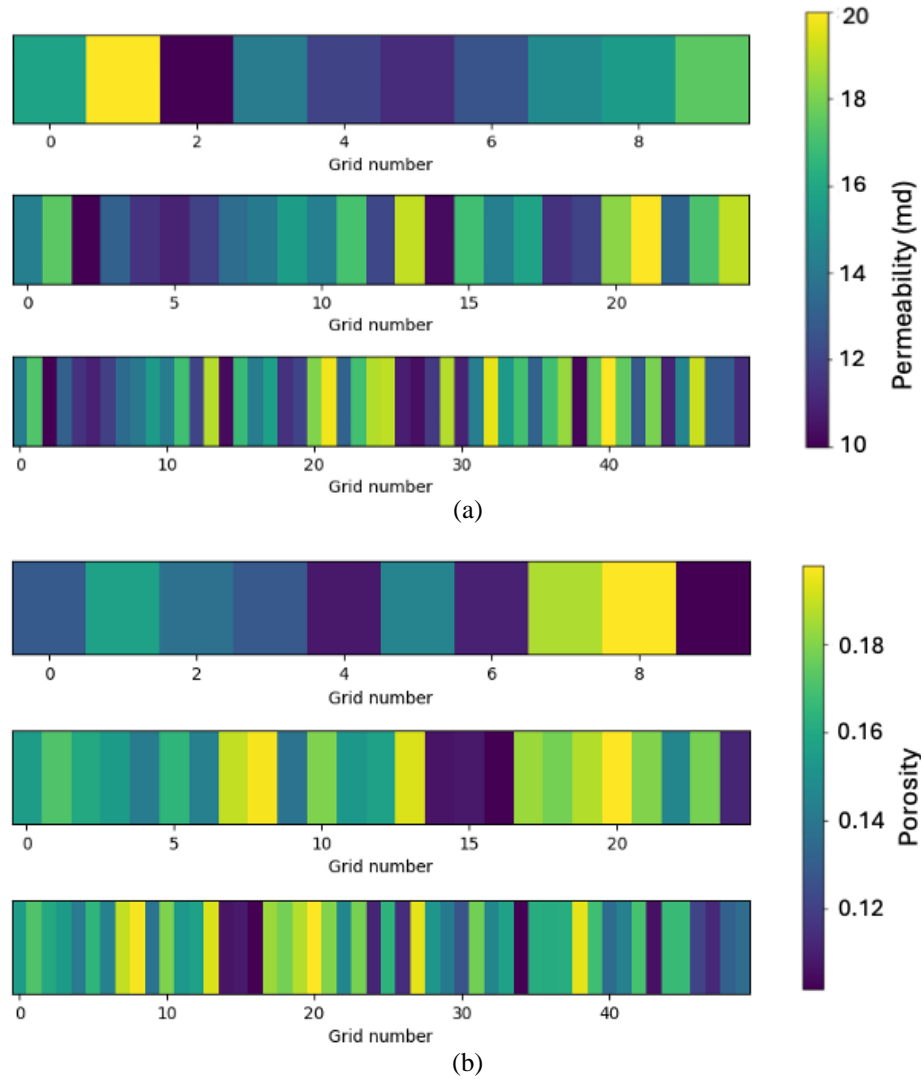 0 2 4 6 8
Grid number
0 5 10 15 20
Grid number
0 10 20 30 40
Grid number
20
18
16
14
12
10
Permeability (md)
(a)
0 2 4 6 8
Grid number
0 5 10 15 20
Grid number
0 10 20 30 40
Grid number
0.18
0.16
0.14
0.12
Porosity
(b)